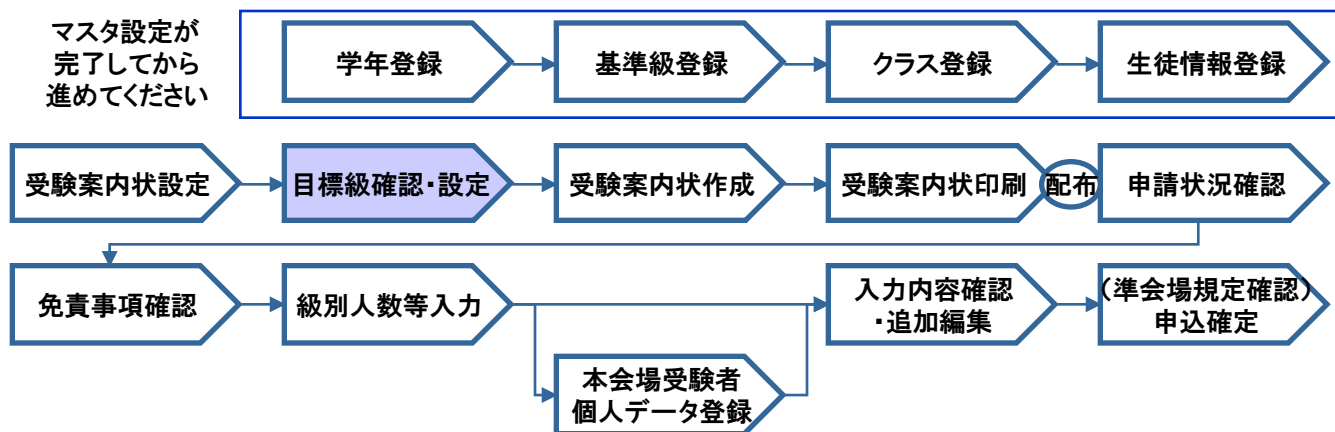 マスタ設定が
完了してから
進めてください
学年登録
基準級登録
クラス登録
生徒情報登録
受験案内状設定
目標級確認・設定
受験案内状作成
受験案内状印刷
配布
申請状況確認
免責事項確認
級別人数等入力
入力内容確認
・追加編集
（準会場規定確認）
申込確定
本会場受験者
個人データ登録